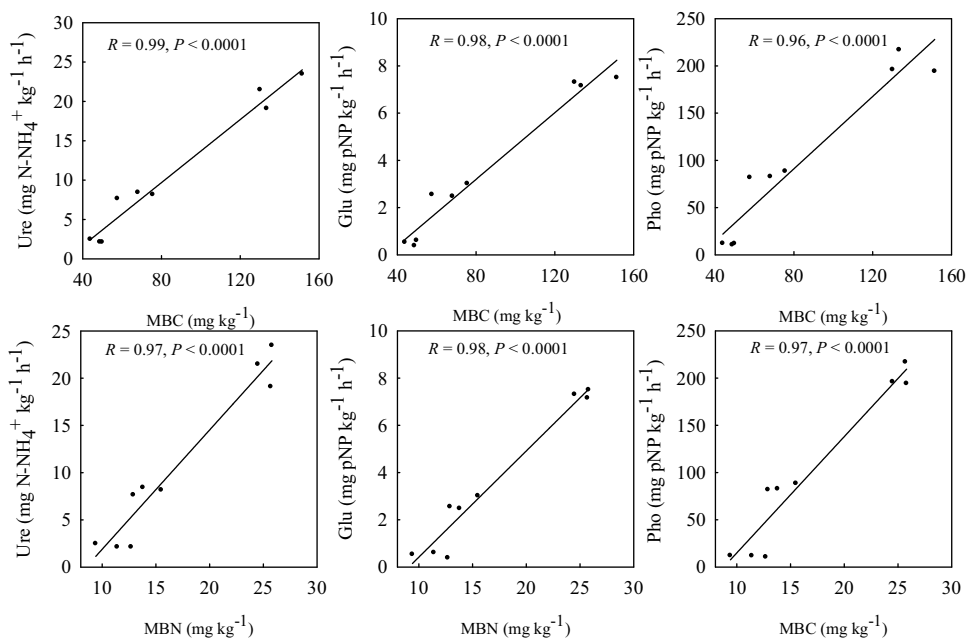 Ure (mg N-NH4+ kg-1 h-1)
30
25
20
15
10
5
0
R = 0.99, P < 0.0001
40 80 120 160
MBC (mg kg-1)
Glu (mg pNP kg-1 h-1)
10
8
6
4
2
0
R = 0.98, P < 0.0001
40 80 120 160
MBC (mg kg-1)
Pho (mg pNP kg-1 h-1)
250
200
150
100
50
0
R = 0.96, P < 0.0001
40 80 120 160
MBC (mg kg-1)
Ure (mg N-NH4+ kg-1 h-1)
25
20
15
10
5
0
R = 0.97, P < 0.0001
10 15 20 25 30
MBN (mg kg-1)
Glu (mg pNP kg-1 h-1)
10
8
6
4
2
0
R = 0.98, P < 0.0001
10 15 20 25 30
MBN (mg kg-1)
Pho (mg pNP kg-1 h-1)
250
200
150
100
50
0
R = 0.97, P < 0.0001
10 15 20 25 30
MBC (mg kg-1)